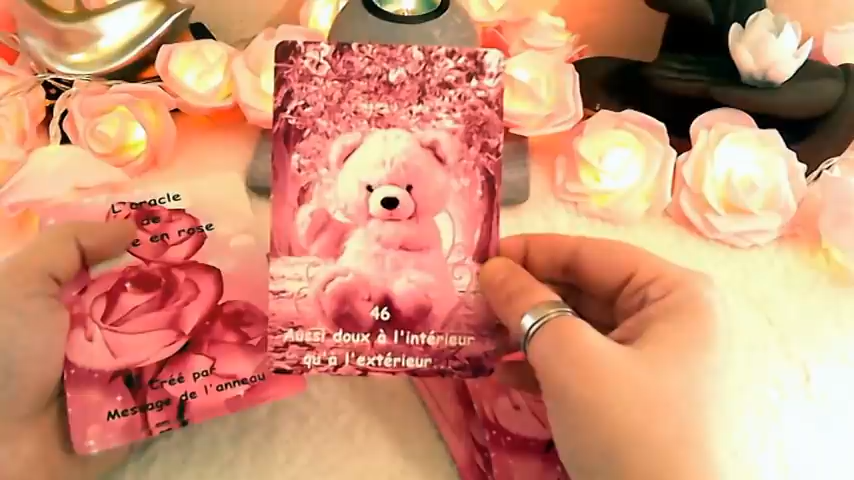 L'oracle
de
e en rose
Créé par
Message de l'anneau
46
Aussi doux à l'intérieur
qu'à l'extérieur...